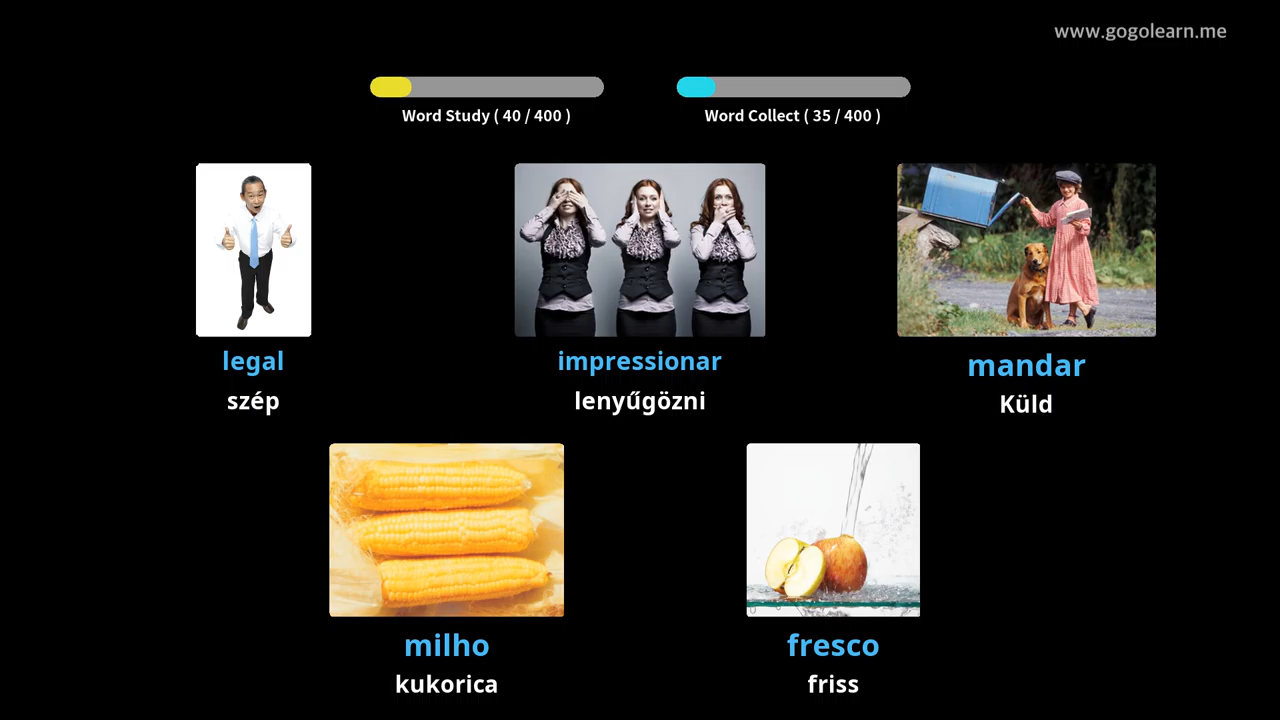 www.gogolearn.me
Word Study ( 40 / 400 )
Word Collect ( 35 / 400 )
legal
szép
impressionar
lenyűgözni
mandar
Küld
milho
kukorica
fresco
friss